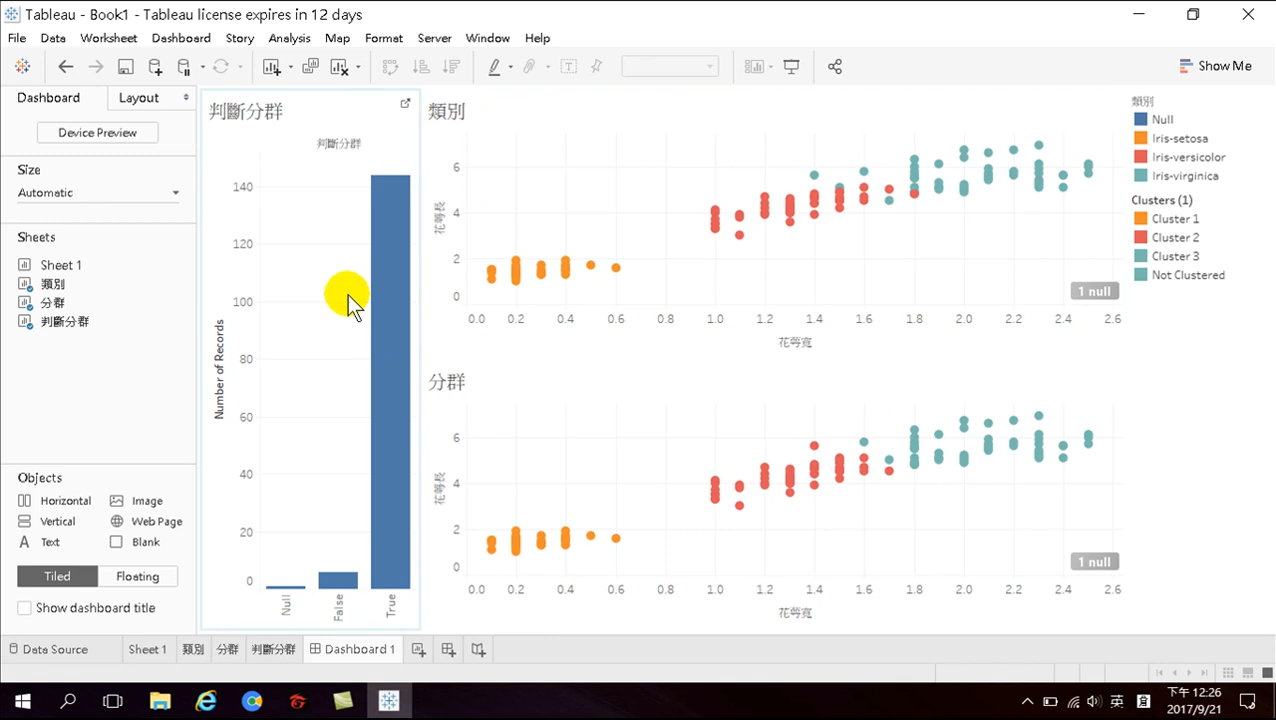 Tableau - Book1 - Tableau license expires in 12 days
File Data Worksheet Dashboard Story Analysis Map Format Server Window Help
Show Me
Dashboard Layout
Device Preview
Size
Automatic
Sheets
Sheet 1
類別
分群
判斷分群
Objects
Horizontal Image
Vertical Web Page
Text Blank
Tiled Floating
Show dashboard title
判斷分群
判斷分群
Number of Records
140
120
100
80
60
40
20
0
Null False True
類別
花萼長
6
4
2
0
0.0 0.2 0.4 0.6 1.0 1.2 1.4 1.6 1.8 2.0 2.2 2.4 2.6
花萼寬
1 null
分群
花萼長
6
4
2
0
0.0 0.2 0.4 0.6 1.0 1.2 1.4 1.6 1.8 2.0 2.2 2.4 2.6
花萼寬
1 null
類別
Null
Iris-setosa
Iris-versicolor
Iris-virginica
Clusters (1)
Cluster 1
Cluster 2
Cluster 3
Not Clustered
Data Source Sheet 1 類別 分群 判斷分群 Dashboard 1
英
下午 12:26
2017/9/21